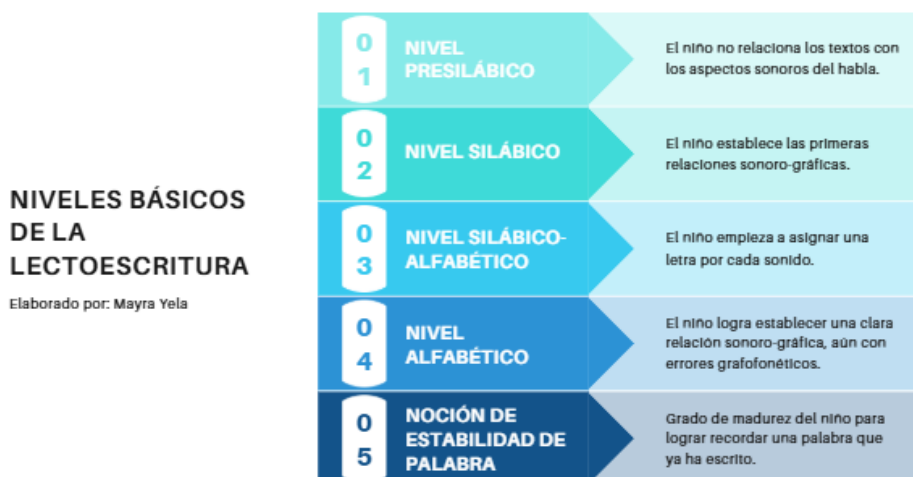 NIVELES BÁSICOS
DE LA
LECTOESCRITURA
Elaborado por: Mayra Yela
0
1
NIVEL
PRESILÁBICO
El niño no relaciona los textos con
los aspectos sonoros del habla.
0
2
NIVEL SILÁBICO
El niño establece las primeras
relaciones sonoro-gráficas.
0
3
NIVEL SILÁBICO-
ALFABÉTICO
El niño empieza a asignar una
letra por cada sonido.
0
4
NIVEL
ALFABÉTICO
El niño logra establecer una clara
relación sonoro-gráfica, aún con
errores grafofonéticos.
0
5
NOCIÓN DE
ESTABILIDAD DE
PALABRA
Grado de madurez del niño para
lograr recordar una palabra que
ya ha escrito.